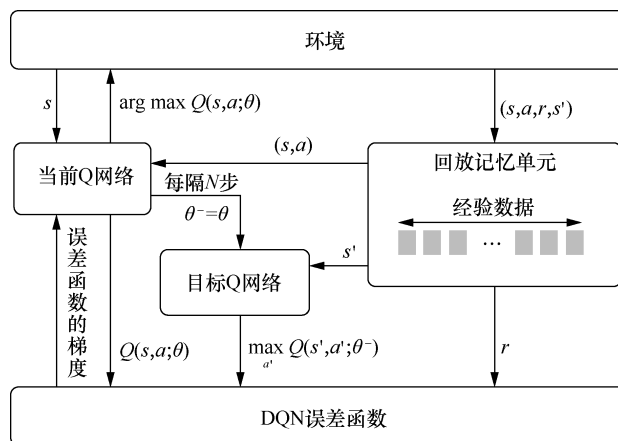 环境
s
arg max Q(s,a;θ)
(s,a,r,s')
(s,a)
当前Q网络
回放记忆单元
每隔N步
θ⁻=θ
经验数据
...
s'
目标Q网络
误差函数的梯度
Q(s,a;θ)
max Q(s',a';θ⁻)
a'
r
DQN误差函数